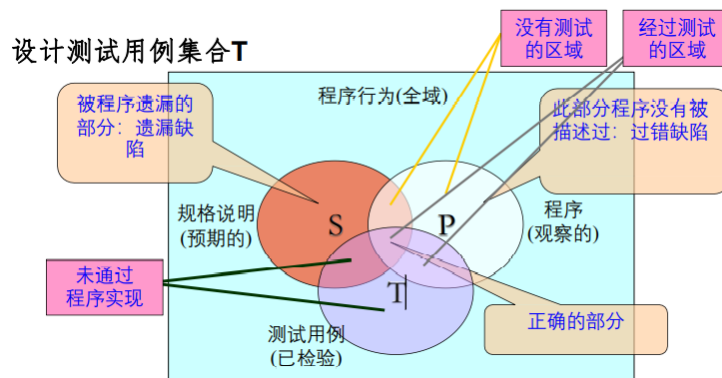 设计测试用例集合T
没有测试
的区域
经过测试
的区域
被程序遗漏的
部分：遗漏缺
陷
程序行为(全域)
此部分程序没有被
描述过：过错缺陷
规格说明
(预期的)
S
P
程序
(观察的)
未通过
程序实现
T
测试用例
(已检验)
正确的部分